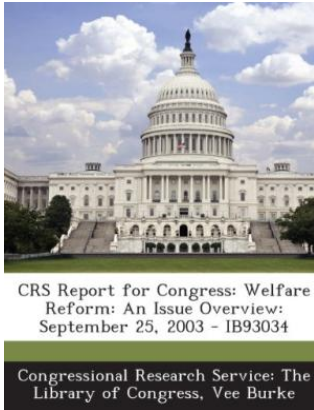 CRS Report for Congress: Welfare
Reform: An Issue Overview:
September 25, 2003 - IB93034
Congressional Research Service: The
Library of Congress, Vee Burke